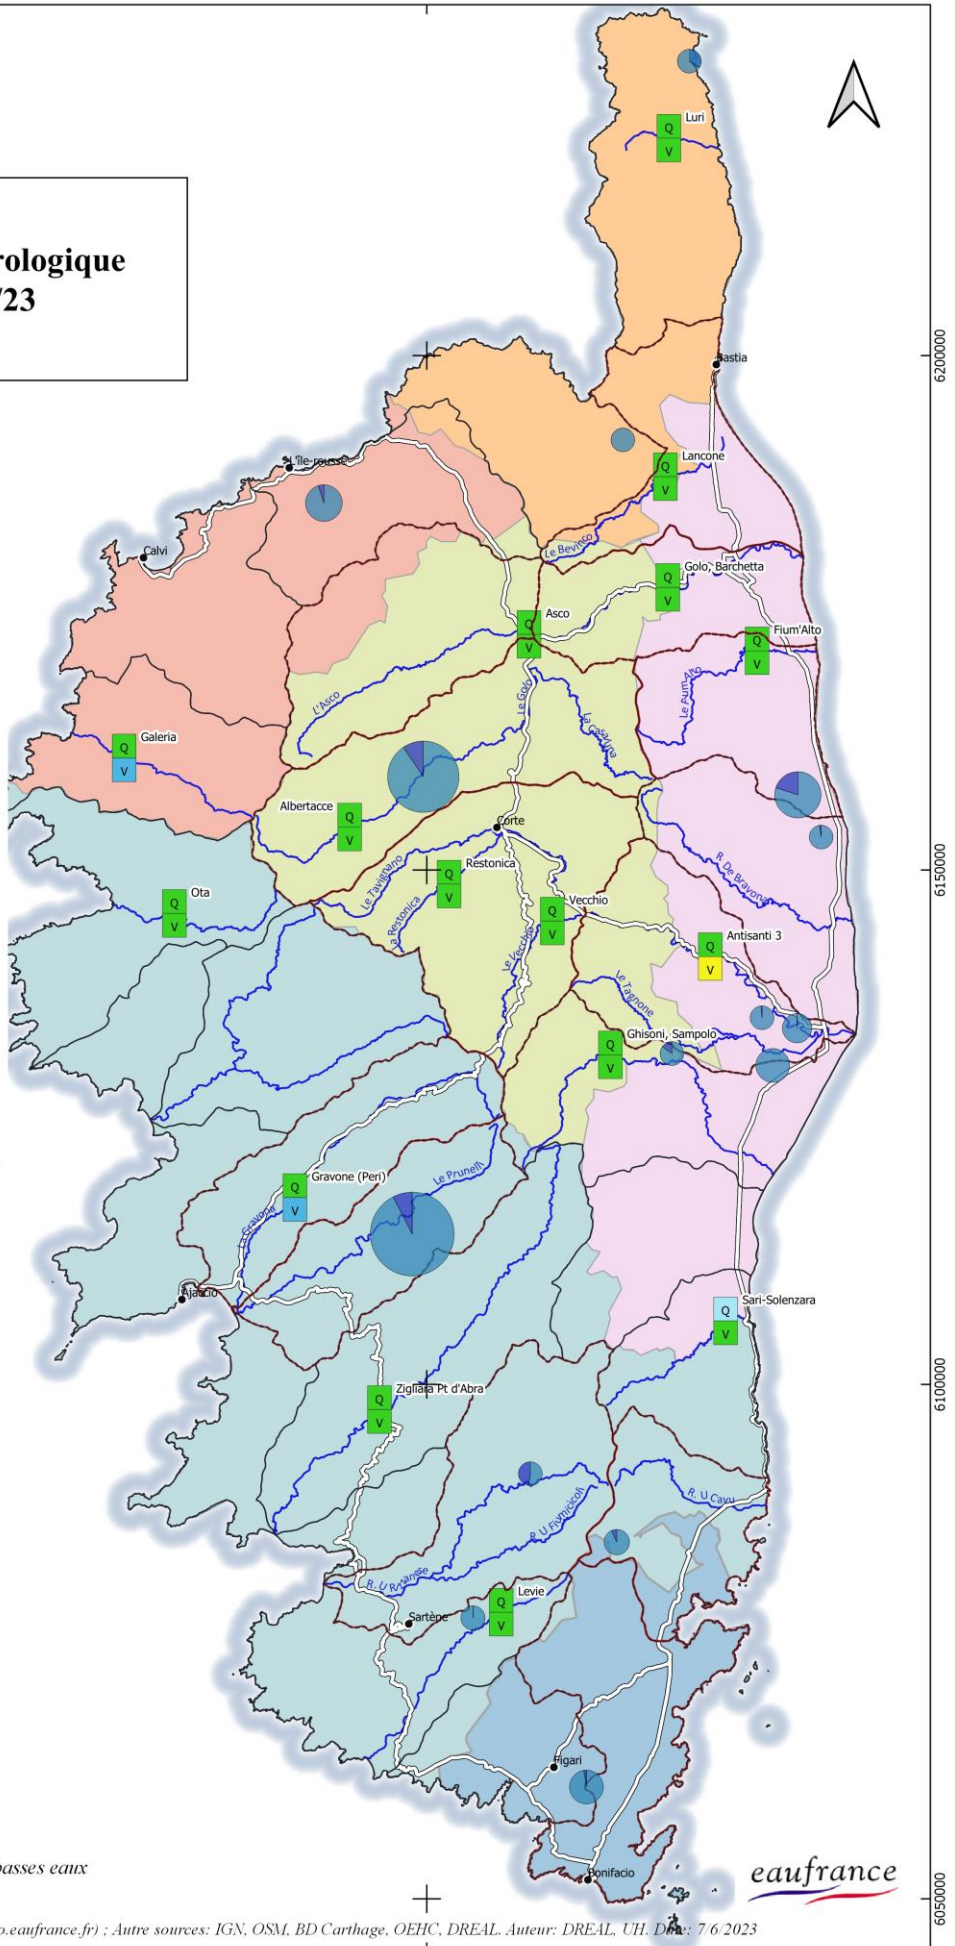 Q Luri
V
rologique
/23
6200000
Bastia
Lancone
Q
V
L'île-rousse
Calvi
Le Bevinco
Golo, Barchetta
Q
V
Asco
Q
V
Fium'Alto
Q
V
Le Fium Alto
L'Asco
Le Golo
La Casaluna
Galeria
Q
V
Albertacce
Q
V
Corte
6150000
Restonica
Q
V
Le Tavignano
La Restonica
R. De Bravona
Ota
Q
V
Vecchio
Q
V
Le Vecchio
Antisanti 3
Q
V
Le Tagnone
Ghisoni, Sampolo
Q
V
Gravone (Peri)
Q
V
Le Prunelli
La Gravona
Ajaccio
Sari-Solenzara
Q
V
6100000
Zigliara Pt d'Abra
Q
V
R. U Cavu
R. U Fiumicicoli
R. U Rizzanese
Levie
Q
V
Sartène
Figari
Bonifacio
asses eaux
eaufrance
6050000
o.eaufrance.fr) ; Autre sources: IGN, OSM, BD Carthage, OEHC, DREAL. Auteur: DREAL, UH. Date: 7/6/2023